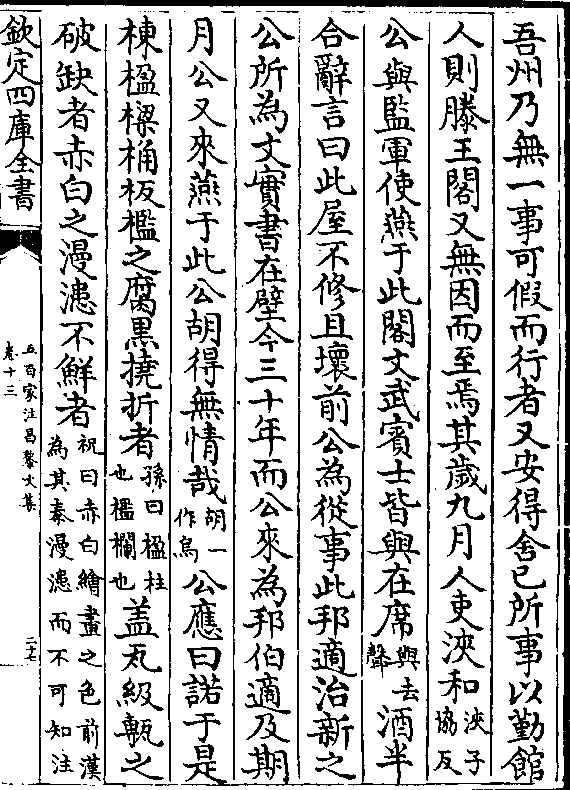 吾州乃無一事可假而行者又安得舍己所事以勤館
人則滕王閣又無因而至焉其嵗九月人吏浹和浹子協反
公與監軍使燕于此閣文武賓士皆與在席與去聲酒半
合辭言曰此屋不修且壞前公為從事此邦適治新之
公所為文實書在壁今三十年而公來為邦伯適及期
月公又來燕于此公胡得無情哉胡一作烏公應曰諾于是
棟楹梁桷板檻之腐黒撓折者孫曰楹柱也檻欄也盖瓦級甎之
破缺者赤白之漫漶不鮮者祝曰赤白繪畫之色前漢為其泰漫漶而不可知注
欽定四庫全書
五百家注昌黎文集
卷十三
二十七